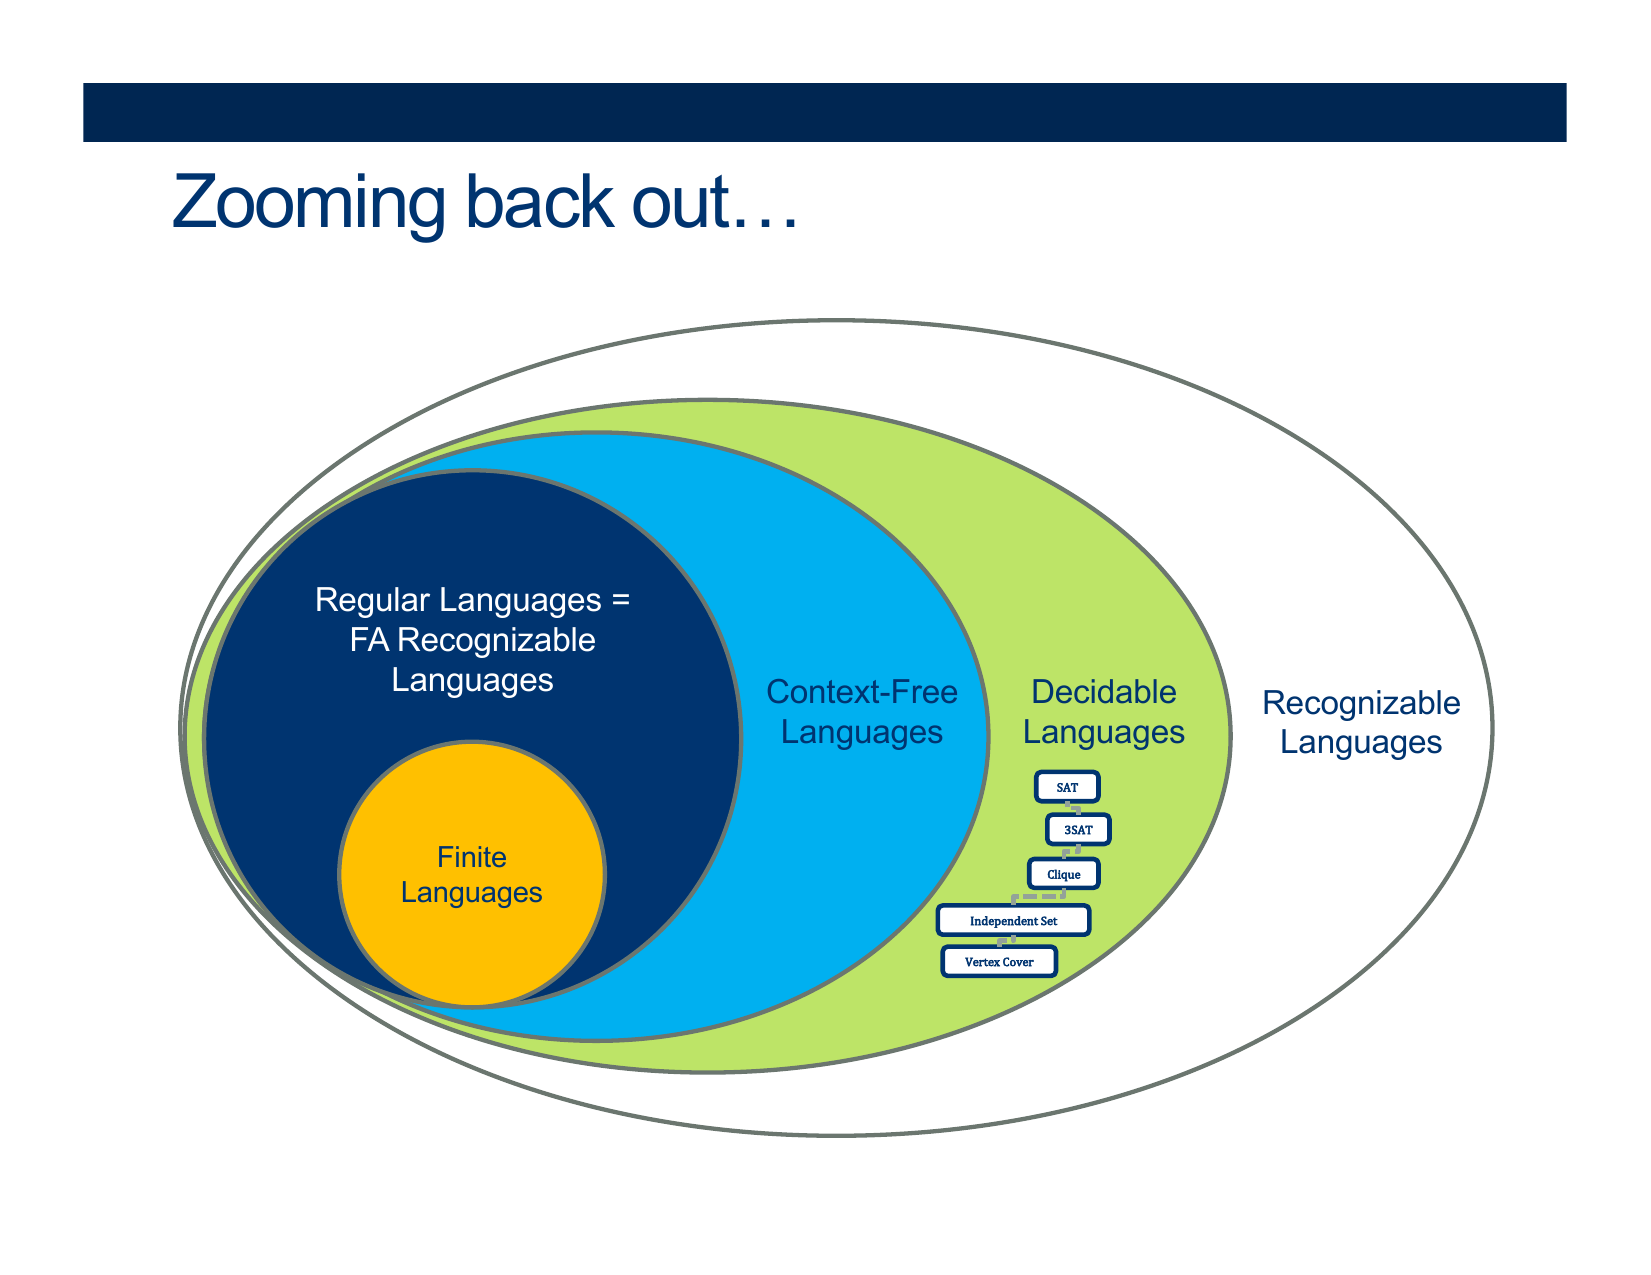 Zooming back out…
Regular Languages =
FA Recognizable
Languages
Context-Free
Languages
Decidable
Languages
Recognizable
Languages
SAT
3SAT
Clique
Independent Set
Vertex Cover
Finite
Languages